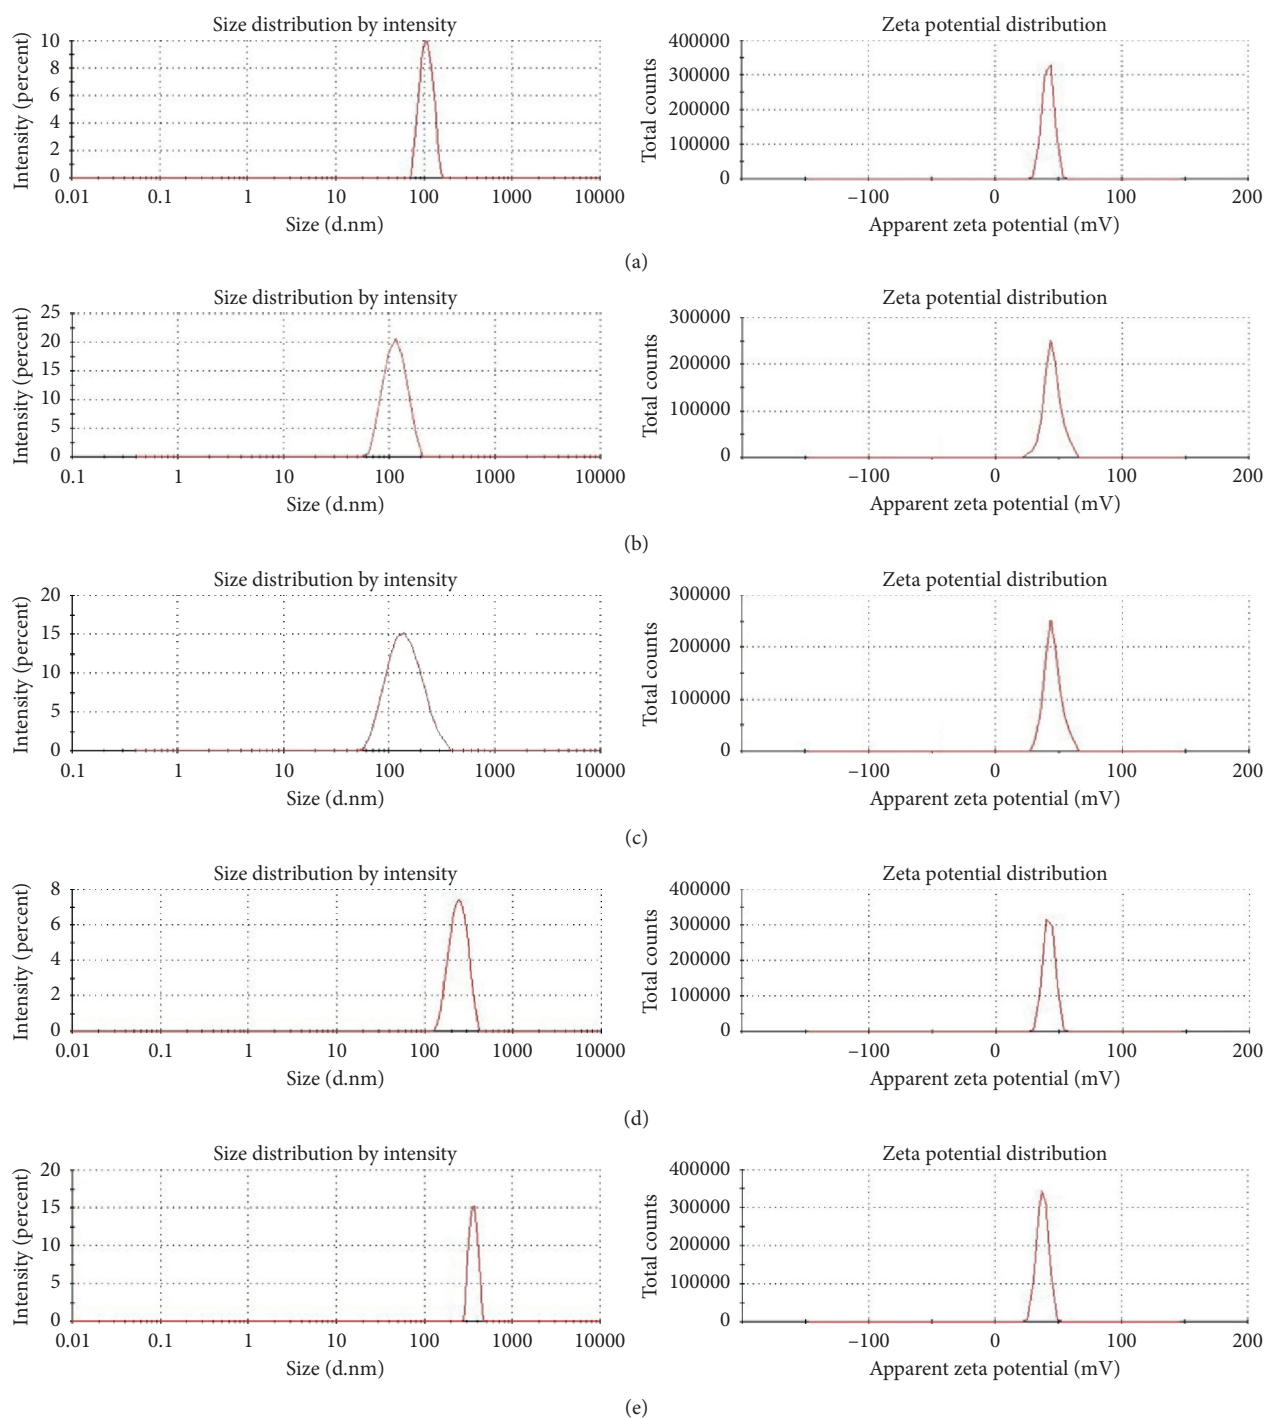 Size distribution by intensity
Intensity (percent)
10
8
6
4
2
0
0.01 0.1 1 10 100 1000 10000
Size (d.nm)
Zeta potential distribution
Total counts
400000
300000
200000
100000
0
−100 0 100 200
Apparent zeta potential (mV)
(a)
Size distribution by intensity
Intensity (percent)
25
20
15
10
5
0
0.1 1 10 100 1000 10000
Size (d.nm)
Zeta potential distribution
Total counts
300000
200000
100000
0
−100 0 100 200
Apparent zeta potential (mV)
(b)
Size distribution by intensity
Intensity (percent)
20
15
10
5
0
0.1 1 10 100 1000 10000
Size (d.nm)
Zeta potential distribution
Total counts
300000
200000
100000
0
−100 0 100 200
Apparent zeta potential (mV)
(c)
Size distribution by intensity
Intensity (percent)
8
6
4
2
0
0.01 0.1 1 10 100 1000 10000
Size (d.nm)
Zeta potential distribution
Total counts
400000
300000
200000
100000
0
−100 0 100 200
Apparent zeta potential (mV)
(d)
Size distribution by intensity
Intensity (percent)
20
15
10
5
0
0.01 0.1 1 10 100 1000 10000
Size (d.nm)
Zeta potential distribution
Total counts
400000
300000
200000
100000
0
−100 0 100 200
Apparent zeta potential (mV)
(e)